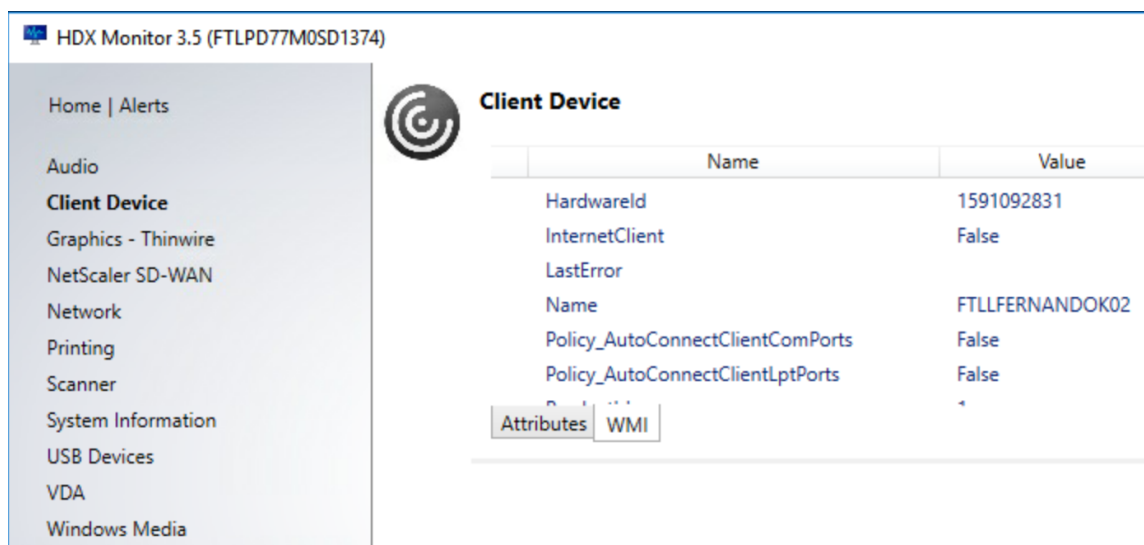 HDX Monitor 3.5 (FTLPD77M0SD1374)
Home | Alerts
Audio
Client Device
Graphics - Thinwire
NetScaler SD-WAN
Network
Printing
Scanner
System Information
USB Devices
VDA
Windows Media
Client Device
Name Value
HardwareId 1591092831
InternetClient False
LastError
Name FTLLFERNANDOK02
Policy_AutoConnectClientComPorts False
Policy_AutoConnectClientLptPorts False
Attributes WMI